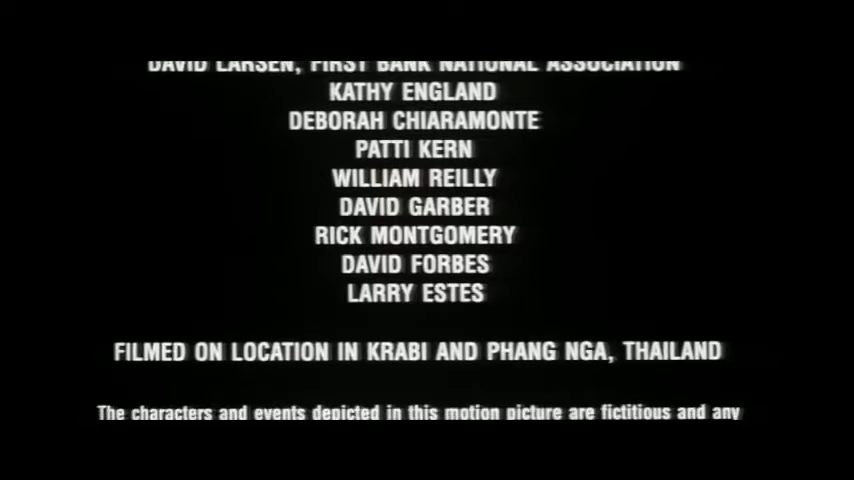 DAVID LARSEN, FIRST BANK NATIONAL ASSOCIATION
KATHY ENGLAND
DEBORAH CHIARAMONTE
PATTI KERN
WILLIAM REILLY
DAVID GARBER
RICK MONTGOMERY
DAVID FORBES
LARRY ESTES
FILMED ON LOCATION IN KRABI AND PHANG NGA, THAILAND
The characters and events depicted in this motion picture are fictitious and any